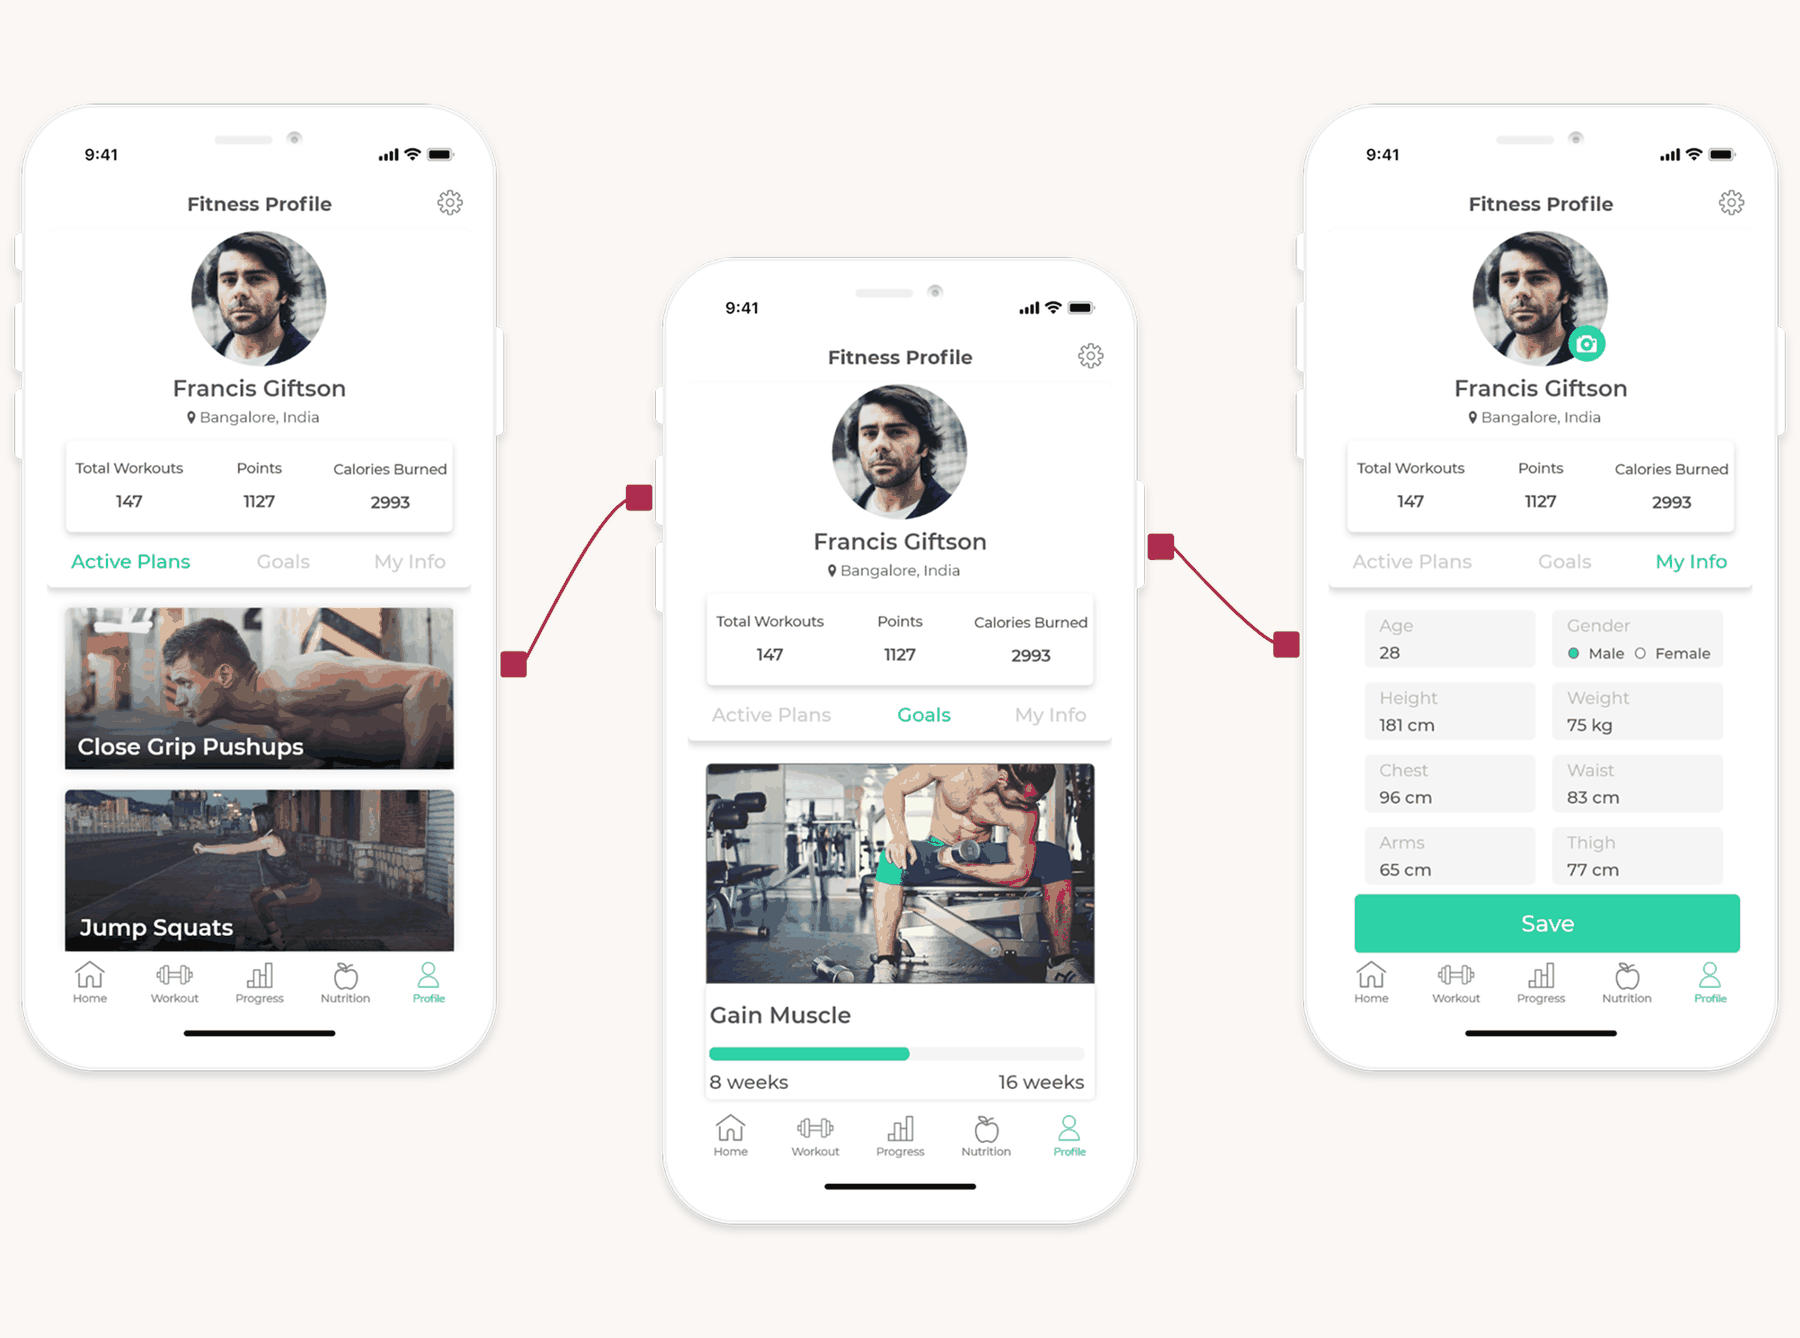 9:41
Fitness Profile
Francis Giftson
Bangalore, India
Total Workouts Points Calories Burned
147 1127 2993
Active Plans Goals My Info
Close Grip Pushups
Jump Squats
Home Workout Progress Nutrition Profile
9:41
Fitness Profile
Francis Giftson
Bangalore, India
Total Workouts Points Calories Burned
147 1127 2993
Active Plans Goals My Info
Gain Muscle
8 weeks 16 weeks
Home Workout Progress Nutrition Profile
9:41
Fitness Profile
Francis Giftson
Bangalore, India
Total Workouts Points Calories Burned
147 1127 2993
Active Plans Goals My Info
Age Gender
28 Male Female
Height Weight
181 cm 75 kg
Chest Waist
96 cm 83 cm
Arms Thigh
65 cm 77 cm
Save
Home Workout Progress Nutrition Profile